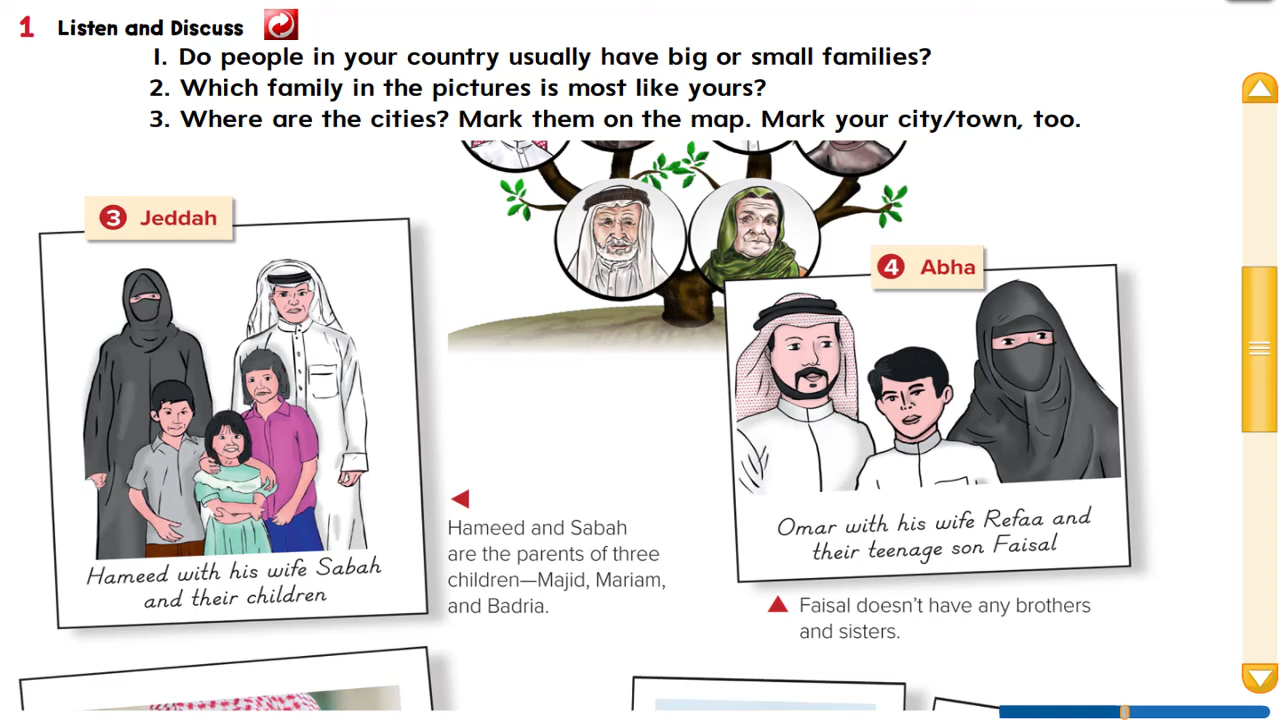 1 Listen and Discuss
1. Do people in your country usually have big or small families?
2. Which family in the pictures is most like yours?
3. Where are the cities? Mark them on the map. Mark your city/town, too.
3 Jeddah
Hameed with his wife Sabah
and their children
Hameed and Sabah
are the parents of three
children—Majid, Mariam,
and Badria.
4 Abha
Omar with his wife Refaa and
their teenage son Faisal
Faisal doesn't have any brothers
and sisters.